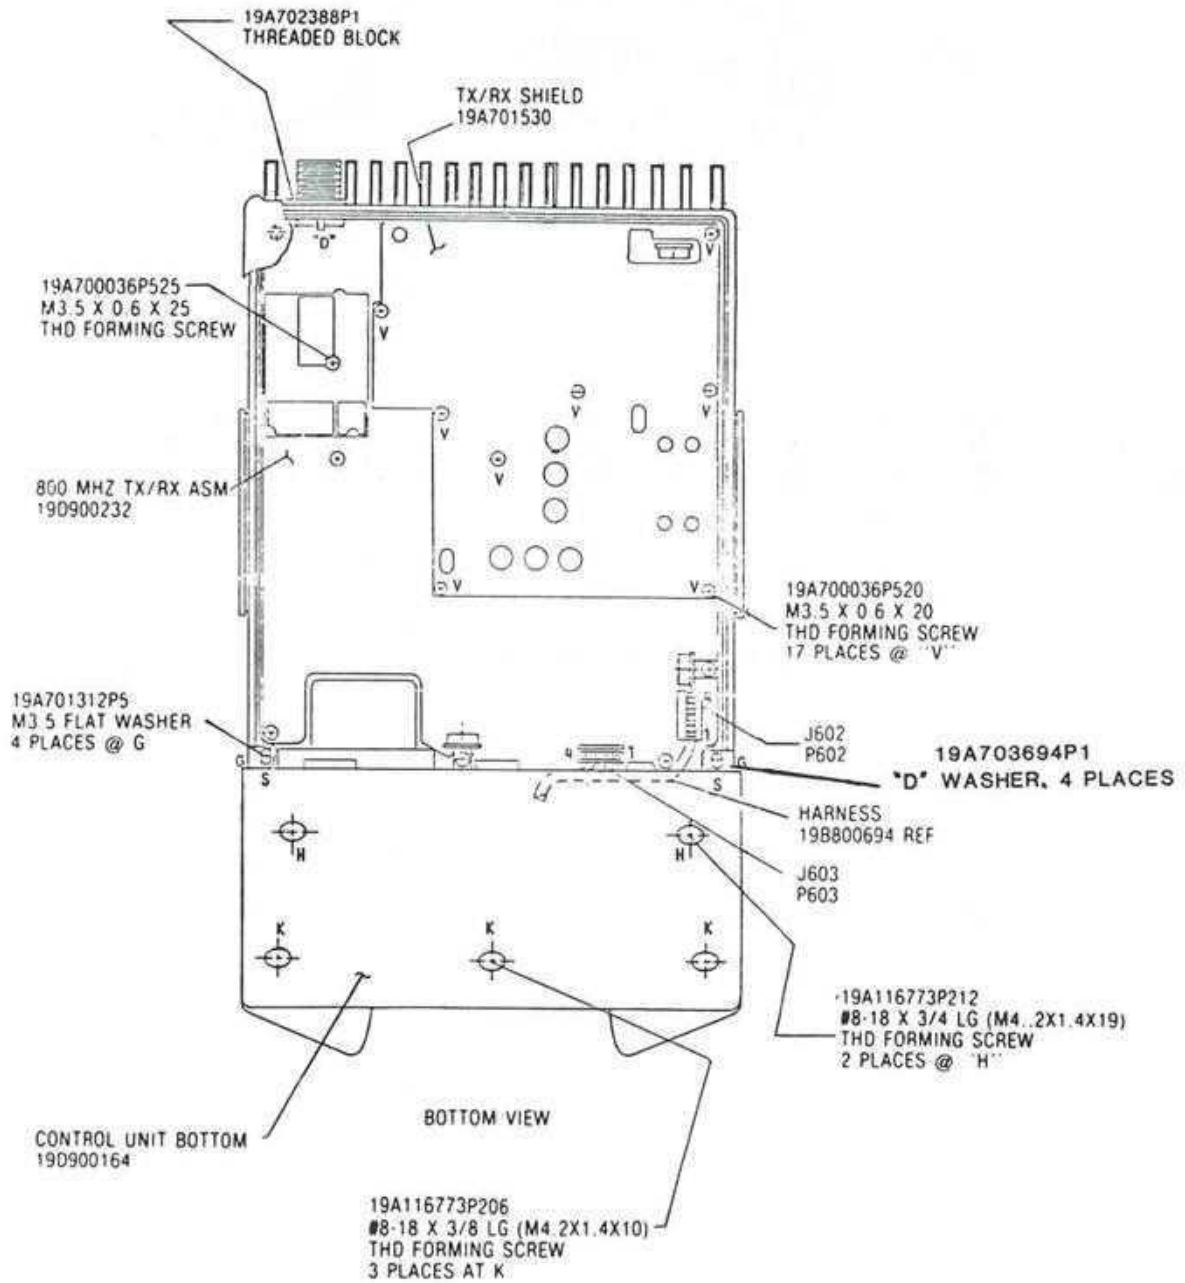 19A702388P1
THREADED BLOCK
TX/RX SHIELD
19A701530
"D"
V
19A700036P525
M3.5 X 0.6 X 25
THD FORMING SCREW
V
V
V
V
V
800 MHZ TX/RX ASM
19D900232
V
V
19A700036P520
M3.5 X 0 6 X 20
THD FORMING SCREW
17 PLACES @ "V"
19A701312P5
M3 5 FLAT WASHER
4 PLACES @ G
1
J602
P602
4 1
G
G
19A703694P1
"D" WASHER, 4 PLACES
S
S
HARNESS
19B800694 REF
H
H
J603
P603
K
K
K
19A116773P212
#8-18 X 3/4 LG (M4..2X1.4X19)
THD FORMING SCREW
2 PLACES @ "H"
BOTTOM VIEW
CONTROL UNIT BOTTOM
19D900164
19A116773P206
#8-18 X 3/8 LG (M4.2X1.4X10)
THD FORMING SCREW
3 PLACES AT K